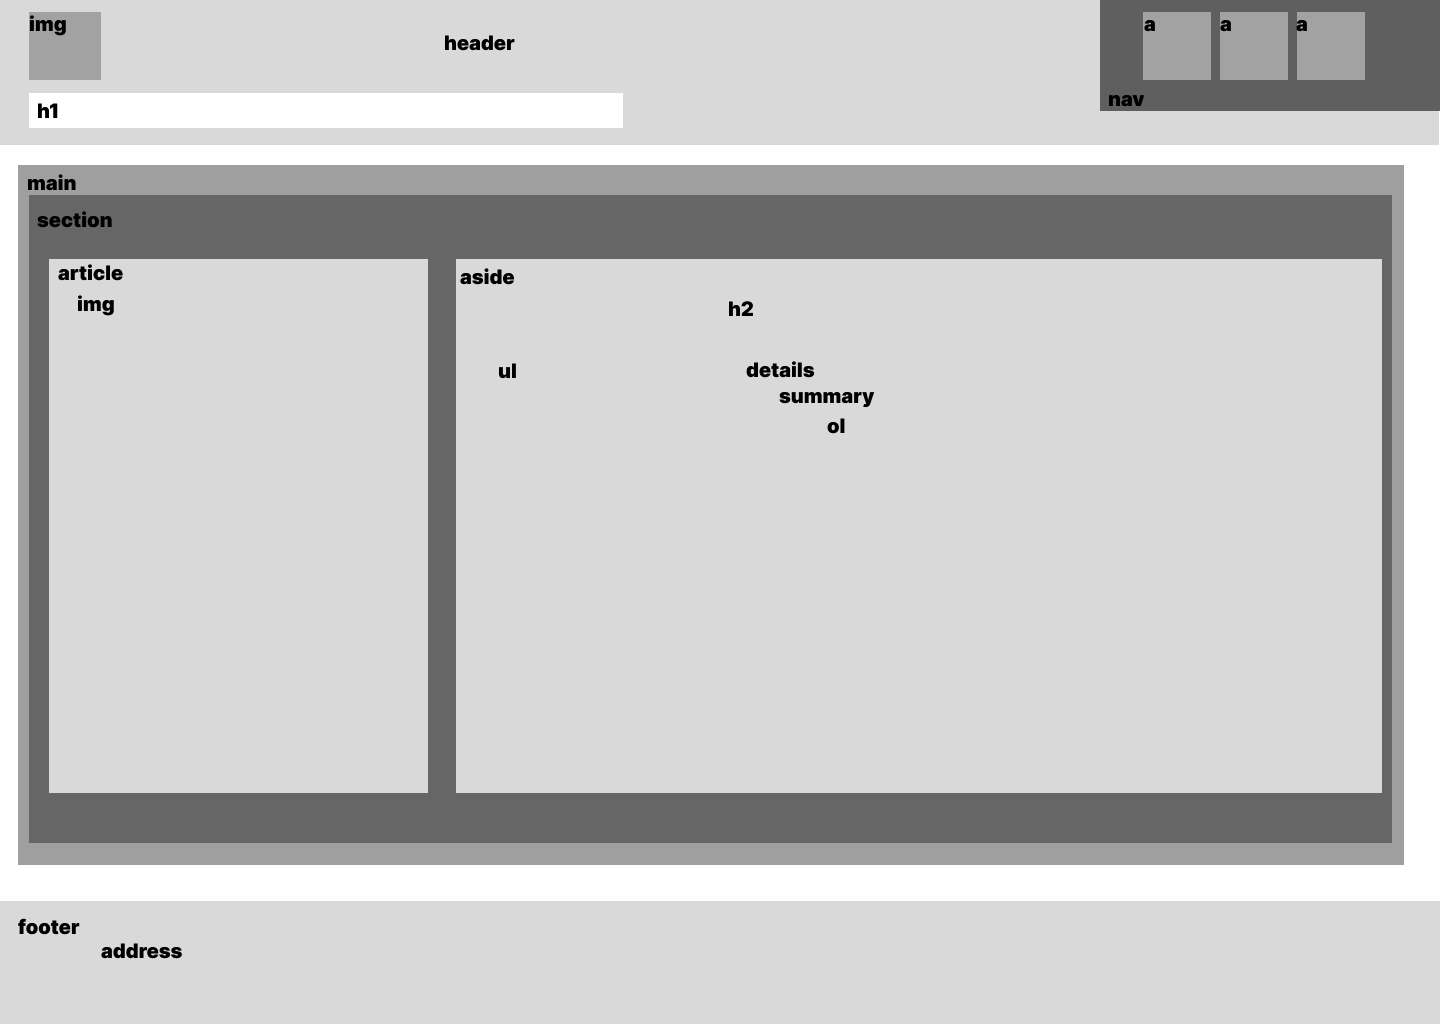 img
header
a
a
a
h1
nav
main
section
article
img
aside
h2
ul
details
summary
ol
footer
address